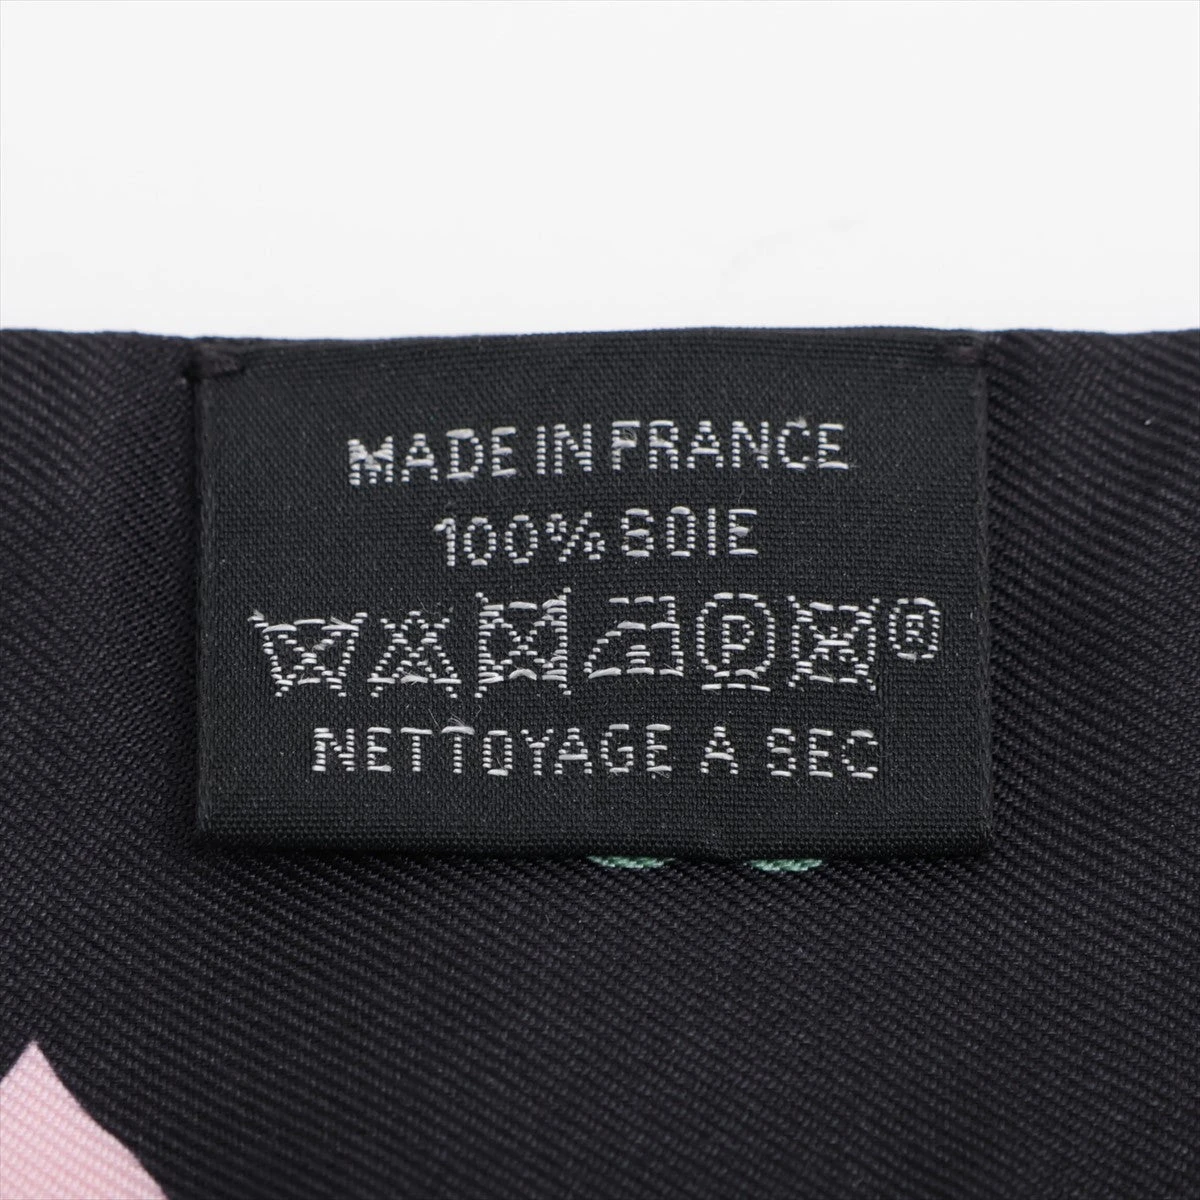 MADE IN FRANCE
100% SOIE
P ®
NETTOYAGE A SEC